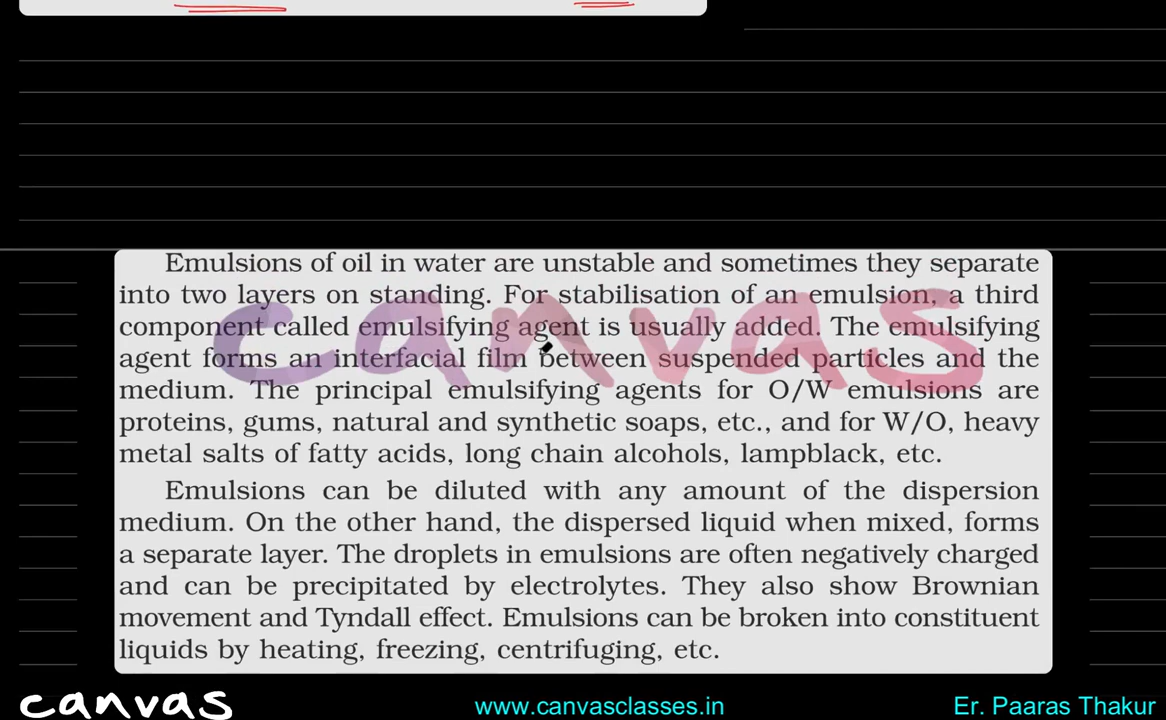 Emulsions of oil in water are unstable and sometimes they separate
into two layers on standing. For stabilisation of an emulsion, a third
component called emulsifying agent is usually added. The emulsifying
agent forms an interfacial film between suspended particles and the
medium. The principal emulsifying agents for O/W emulsions are
proteins, gums, natural and synthetic soaps, etc., and for W/O, heavy
metal salts of fatty acids, long chain alcohols, lampblack, etc.
Emulsions can be diluted with any amount of the dispersion
medium. On the other hand, the dispersed liquid when mixed, forms
a separate layer. The droplets in emulsions are often negatively charged
and can be precipitated by electrolytes. They also show Brownian
movement and Tyndall effect. Emulsions can be broken into constituent
liquids by heating, freezing, centrifuging, etc.
canvas
canvas www.canvasclasses.in Er. Paaras Thakur